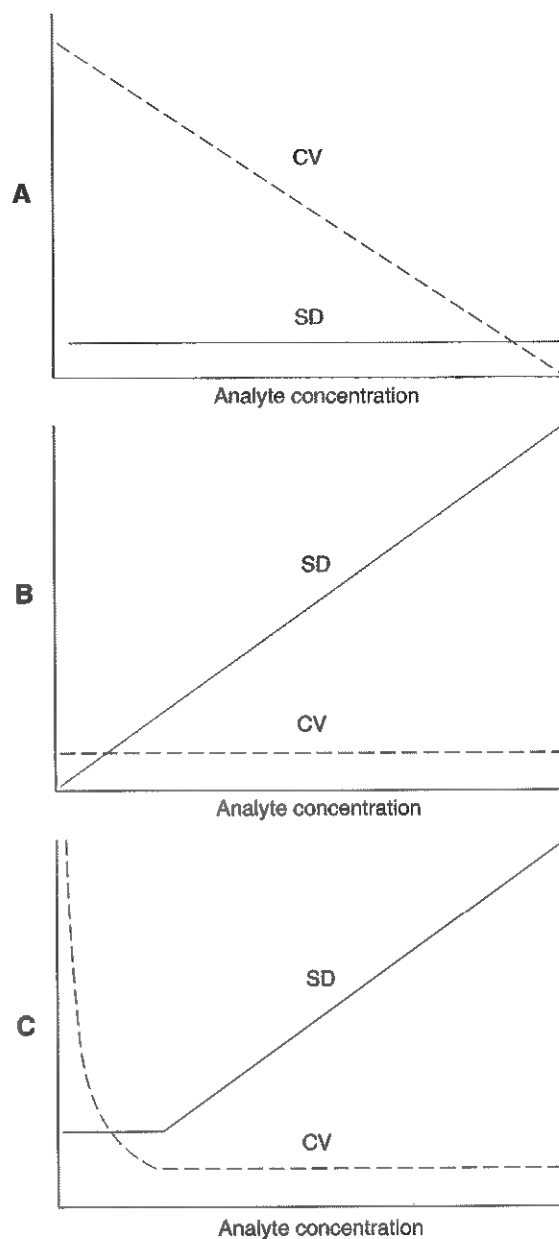 CV
A
SD
Analyte concentration
SD
B
CV
Analyte concentration
SD
C
CV
Analyte concentration